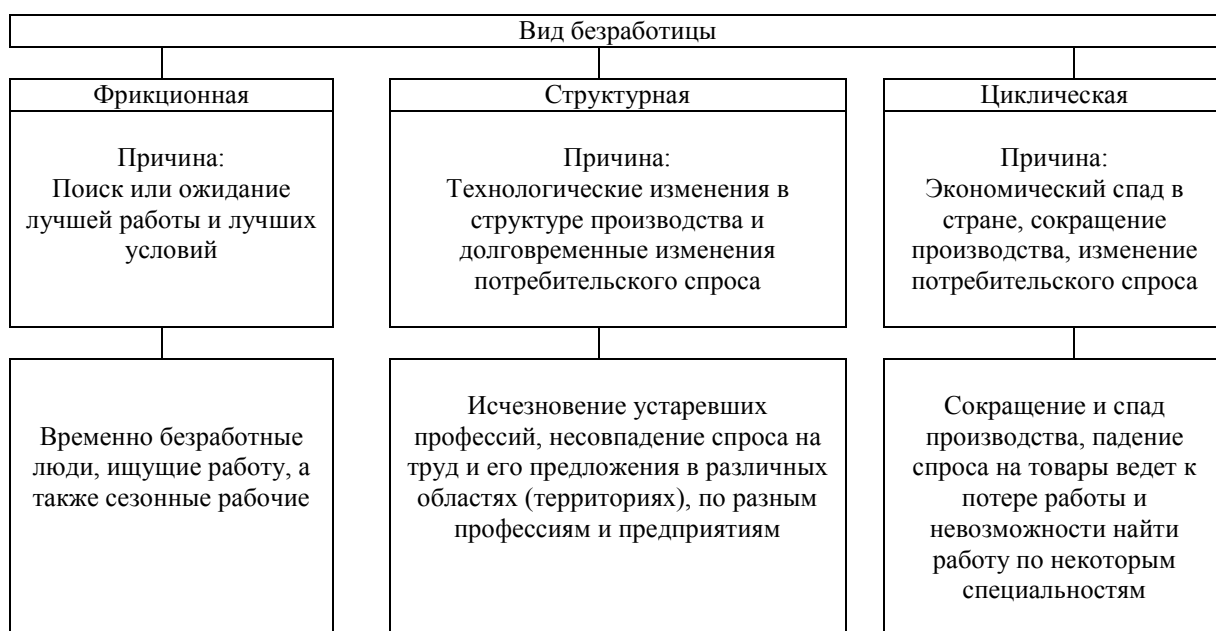 Вид безработицы
Фрикционная
Причина:
Поиск или ожидание
лучшей работы и лучших
условий
Временно безработные
люди, ищущие работу, а
также сезонные рабочие
Структурная
Причина:
Технологические изменения в
структуре производства и
долговременные изменения
потребительского спроса
Исчезновение устаревших
профессий, несовпадение спроса на
труд и его предложения в различных
областях (территориях), по разным
профессиям и предприятиям
Циклическая
Причина:
Экономический спад в
стране, сокращение
производства, изменение
потребительского спроса
Сокращение и спад
производства, падение
спроса на товары ведет к
потере работы и
невозможности найти
работу по некоторым
специальностям